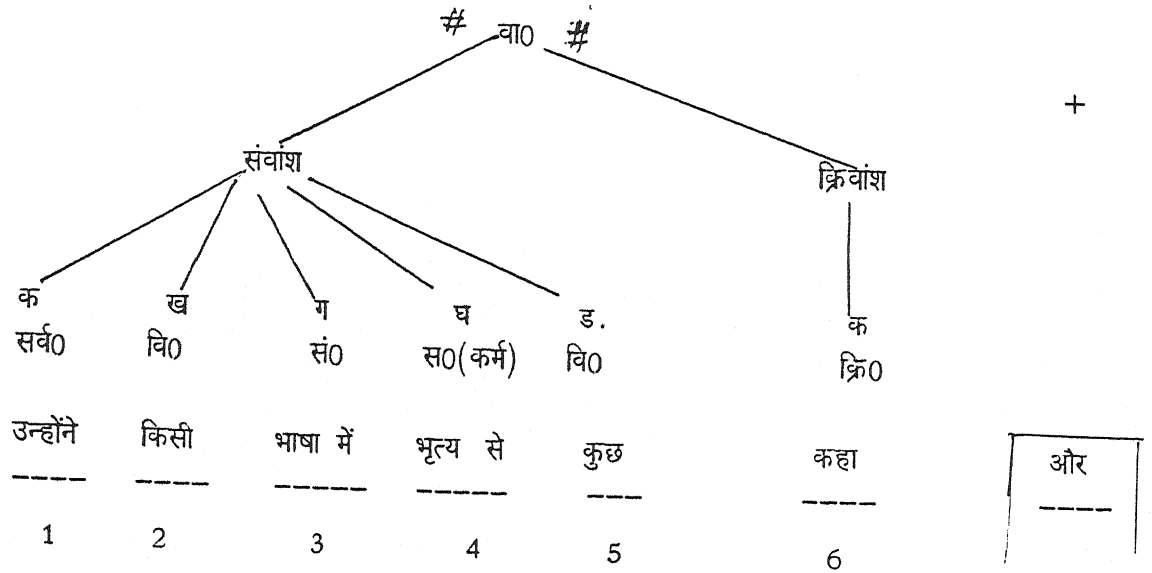 # वा0 #
+
संवांश क्रिवांश
क ख ग घ ड. क
सर्व0 वि0 सं0 स0(कर्म) वि0 क्रि0
उन्होंने किसी भाषा में भृत्य से कुछ कहा और
1 2 3 4 5 6